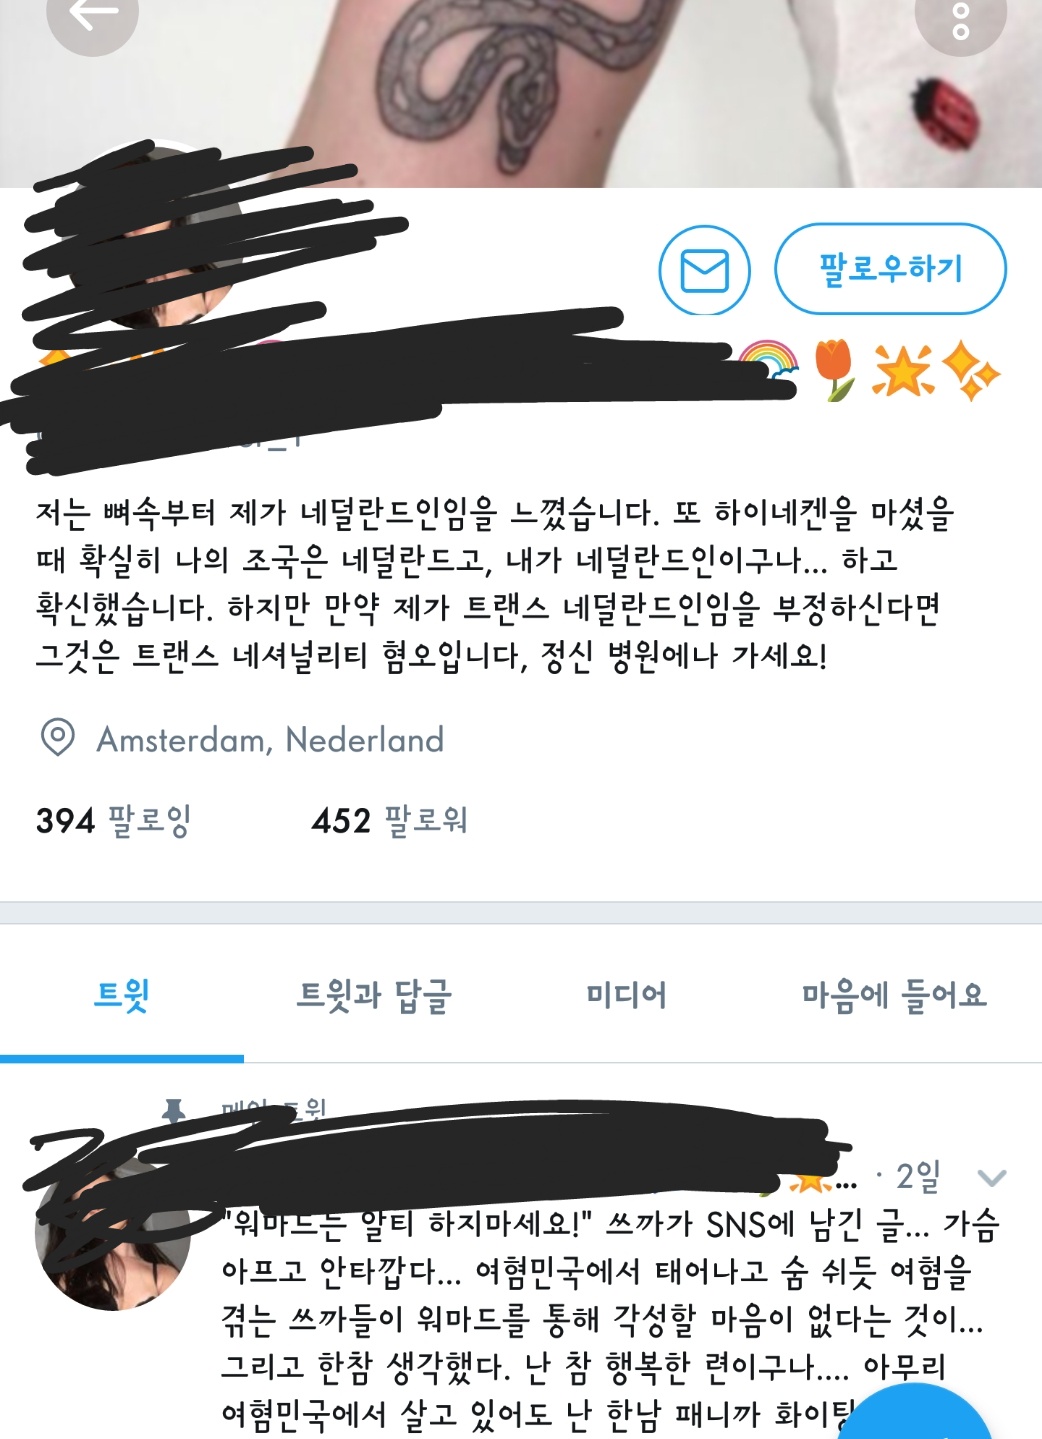 팔로우하기
저는 뼈속부터 제가 네덜란드인임을 느꼈습니다. 또 하이네켄을 마셨을
때 확실히 나의 조국은 네덜란드고, 내가 네덜란드인이구나... 하고
확신했습니다. 하지만 만약 제가 트랜스 네덜란드인임을 부정하신다면
그것은 트랜스 네셔널리티 혐오입니다, 정신 병원에나 가세요!
Amsterdam, Nederland
394 팔로잉 452 팔로워
트윗 트윗과 답글 미디어 마음에 들어요
... · 2일
"워마드는 알티 하지마세요!" 쓰까가 SNS에 남긴 글... 가슴
아프고 안타깝다... 여혐민국에서 태어나고 숨 쉬듯 여혐을
겪는 쓰까들이 워마드를 통해 각성할 마음이 없다는 것이...
그리고 한참 생각했다. 난 참 행복한 련이구나.... 아무리
여혐민국에서 살고 있어도 난 한남 패니까 화이팅